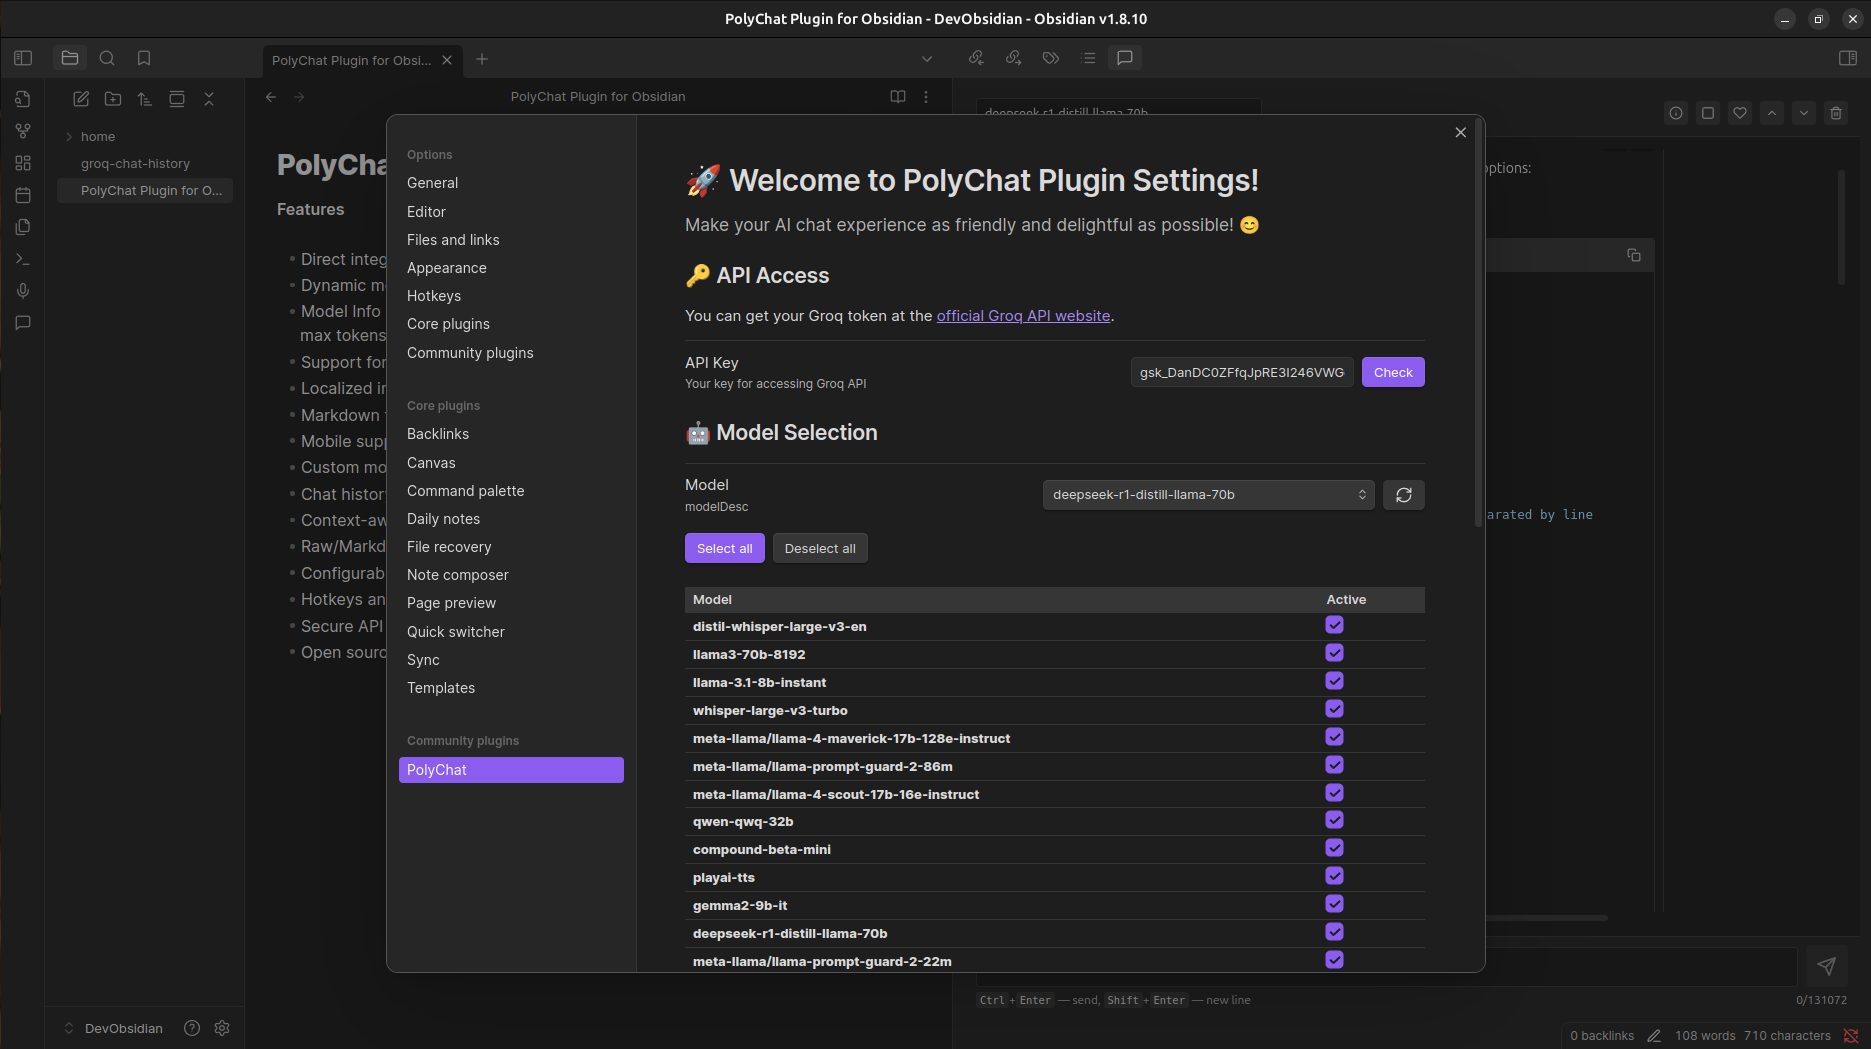 PolyChat Plugin for Obsidian - DevObsidian - Obsidian v1.8.10
PolyChat Plugin for Obsi...
PolyChat Plugin for Obsidian
home
groq-chat-history
PolyChat Plugin for O...
PolyCha
Features
Direct integ
Dynamic m
Model Info
max tokens
Support for
Localized in
Markdown
Mobile supp
Custom mo
Chat histor
Context-aw
Raw/Markd
Configurab
Hotkeys an
Secure API
Open sourc
DevObsidian
Options
General
Editor
Files and links
Appearance
Hotkeys
Core plugins
Community plugins
Core plugins
Backlinks
Canvas
Command palette
Daily notes
File recovery
Note composer
Page preview
Quick switcher
Sync
Templates
Community plugins
PolyChat
🚀 Welcome to PolyChat Plugin Settings!
Make your AI chat experience as friendly and delightful as possible! 😊
🔑 API Access
You can get your Groq token at the official Groq API website.
API Key
Your key for accessing Groq API
gsk_DanDC0ZFfqJpRE3I246VWG
Check
🤖 Model Selection
Model
modelDesc
deepseek-r1-distill-llama-70b
Select all
Deselect all
Model Active
distil-whisper-large-v3-en
llama3-70b-8192
llama-3.1-8b-instant
whisper-large-v3-turbo
meta-llama/llama-4-maverick-17b-128e-instruct
meta-llama/llama-prompt-guard-2-86m
meta-llama/llama-4-scout-17b-16e-instruct
qwen-qwq-32b
compound-beta-mini
playai-tts
gemma2-9b-it
deepseek-r1-distill-llama-70b
meta-llama/llama-prompt-guard-2-22m
deepseek-r1-distill-llama-70b
options:
arated by line
Ctrl + Enter — send, Shift + Enter — new line
0/131072
0 backlinks
108 words 710 characters